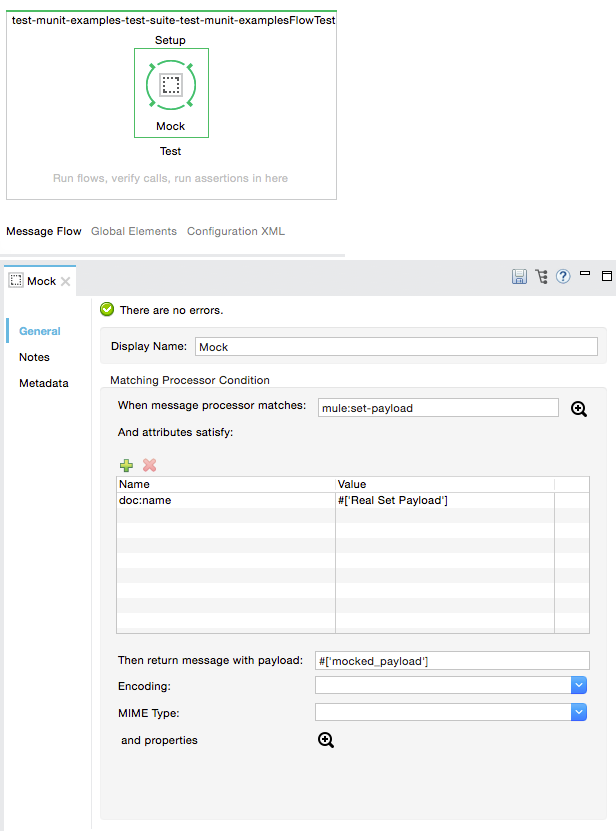 test-munit-examples-test-suite-test-munit-examplesFlowTest
Setup
Mock
Test
Run flows, verify calls, run assertions in here
Message Flow Global Elements Configuration XML
Mock
There are no errors.
General
Notes
Metadata
Display Name: Mock
Matching Processor Condition
When message processor matches: mule:set-payload
And attributes satisfy:
Name Value
doc:name #['Real Set Payload']
Then return message with payload: #['mocked_payload']
Encoding:
MIME Type:
and properties